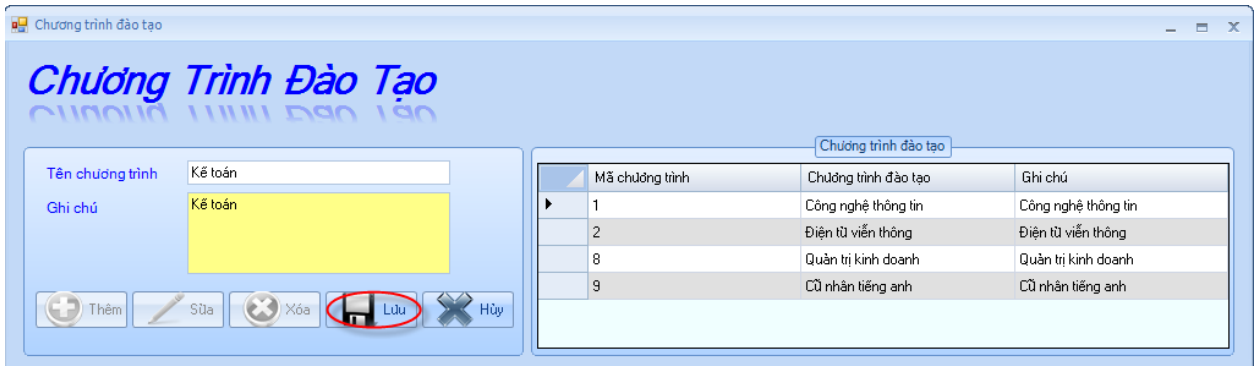 Chương trình đào tạo
Chương Trình Đào Tạo
Chương trình đào tạo
Tên chương trình Kế toán
Ghi chú Kế toán
Thêm Sửa Xóa Lưu Hủy
Mã chương trình Chương trình đào tạo Ghi chú
1 Công nghệ thông tin Công nghệ thông tin
2 Điện tử viễn thông Điện tử viễn thông
8 Quản trị kinh doanh Quản trị kinh doanh
9 Cử nhân tiếng anh Cử nhân tiếng anh